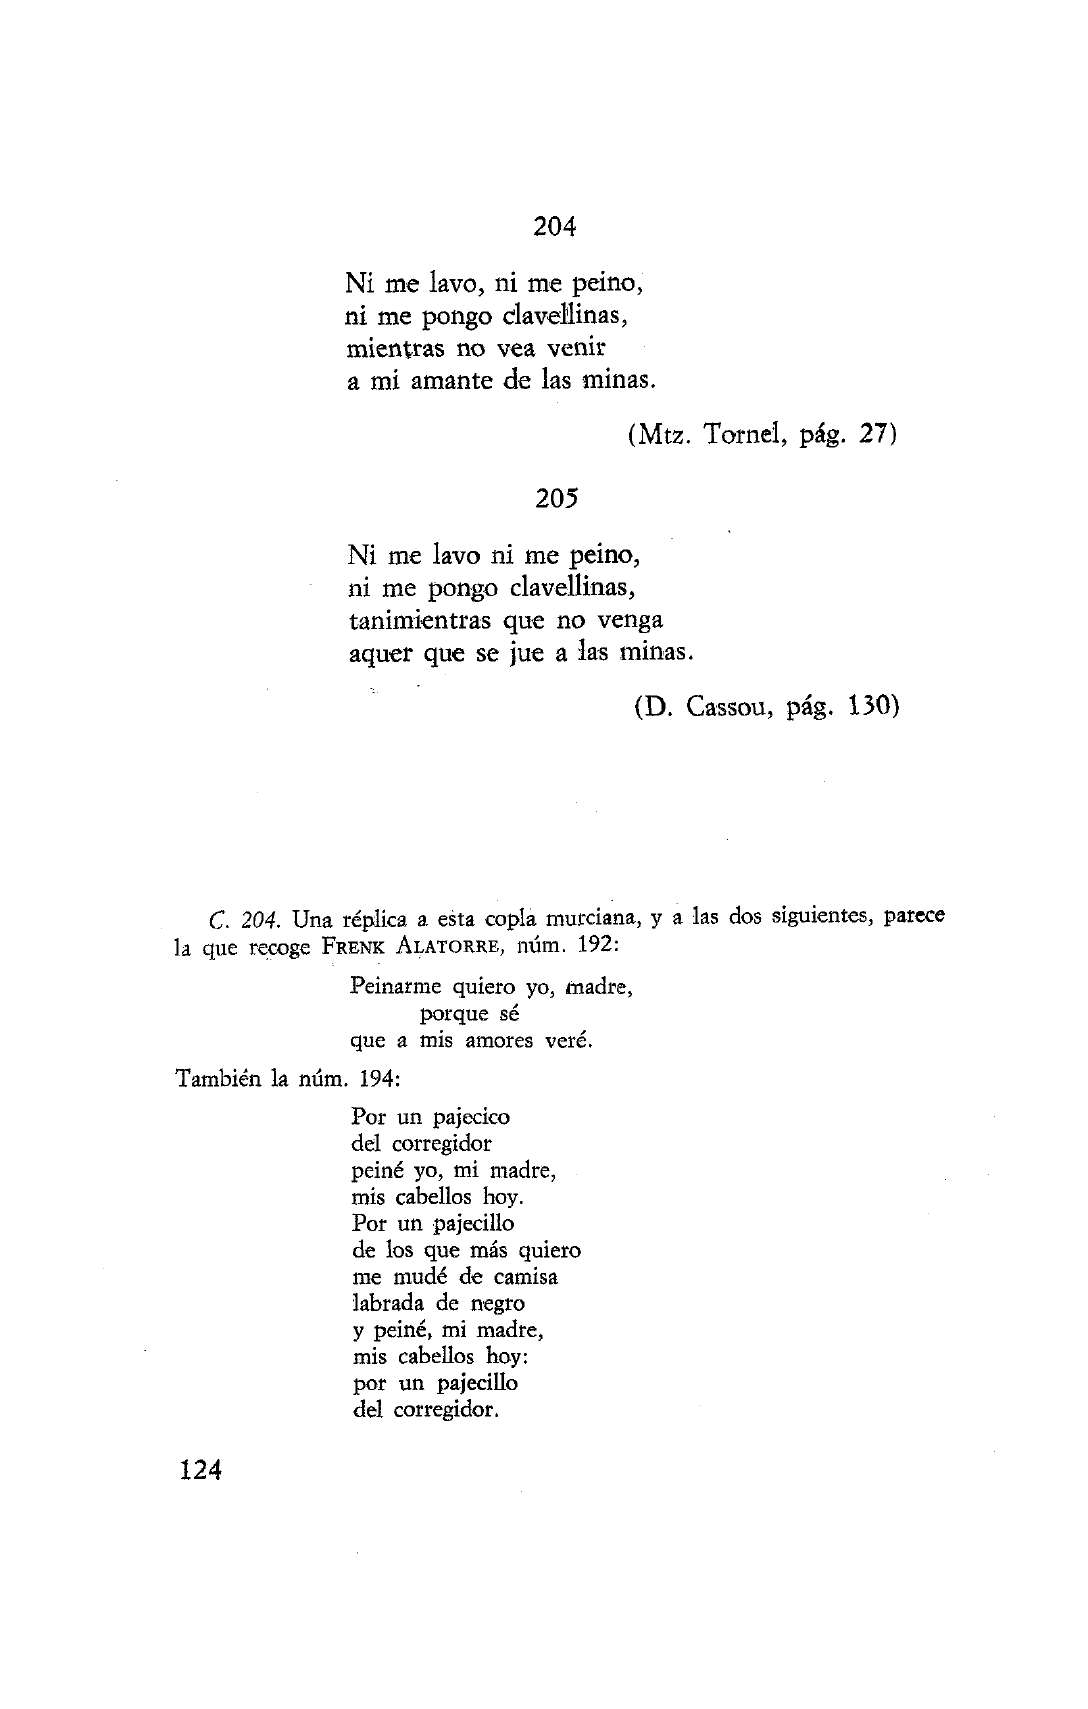 204
Ni me lavo, ni me peino,
ni me pongo clavellinas,
mientras no vea venir
a mi amante de las minas.
(Mtz. Tornel, pág. 27)
205
Ni me lavo ni me peino,
ni me pongo clavellinas,
tanimientras que no venga
aquer que se jue a las minas.
(D. Cassou, pág. 130)
C. 204. Una réplica a esta copla murciana, y a las dos siguientes, parece
la que recoge FRENK ALATORRE, núm. 192:
Peinarme quiero yo, madre,
porque sé
que a mis amores veré.
También la núm. 194:
Por un pajecico
del corregidor
peiné yo, mi madre,
mis cabellos hoy.
Por un pajecillo
de los que más quiero
me mudé de camisa
labrada de negro
y peiné, mi madre,
mis cabellos hoy:
por un pajecillo
del corregidor.
124